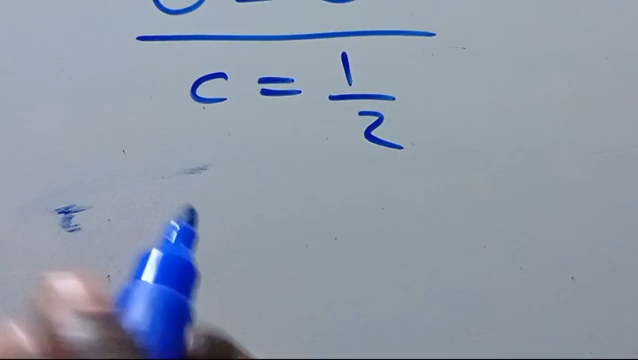 c = 1/2